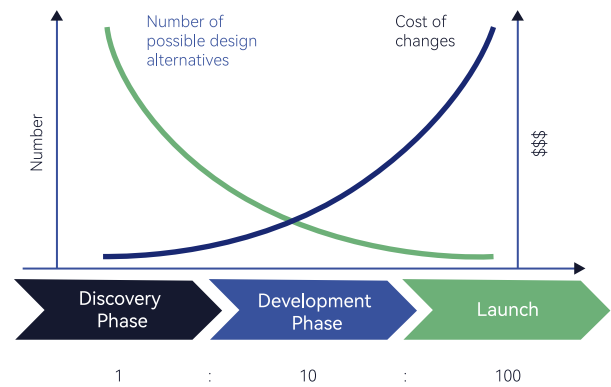 Number of
possible design
alternatives
Cost of
changes
Number
$$$
Discovery
Phase
Development
Phase
Launch
1 : 10 : 100